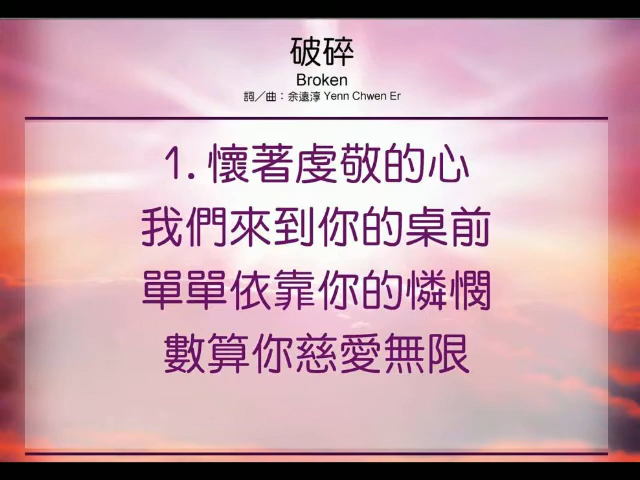 破碎
Broken
詞／曲：余遠淳 Yenn Chwen Er
1. 懷著虔敬的心
我們來到你的桌前
單單依靠你的憐憫
數算你慈愛無限